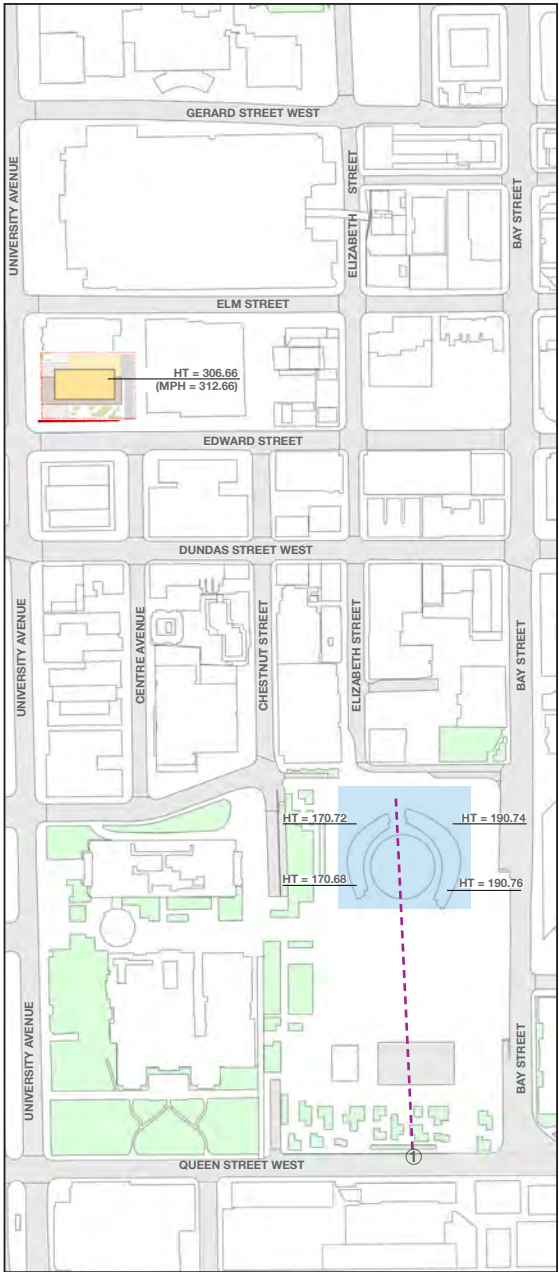 GERARD STREET WEST
UNIVERSITY AVENUE
ELIZABETH STREET
BAY STREET
ELM STREET
HT = 306.66
(MPH = 312.66)
EDWARD STREET
DUNDAS STREET WEST
UNIVERSITY AVENUE
CENTRE AVENUE
CHESTNUT STREET
ELIZABETH STREET
BAY STREET
HT = 170.72
HT = 190.74
HT = 170.68
HT = 190.76
UNIVERSITY AVENUE
BAY STREET
1
QUEEN STREET WEST